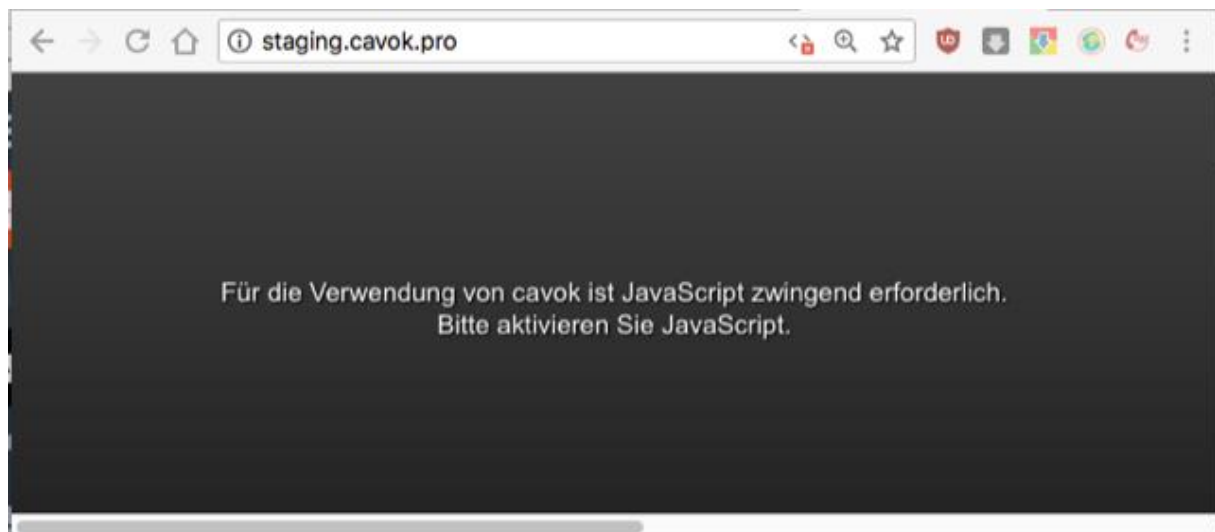 staging.cavok.pro
Für die Verwendung von cavok ist JavaScript zwingend erforderlich.
Bitte aktivieren Sie JavaScript.